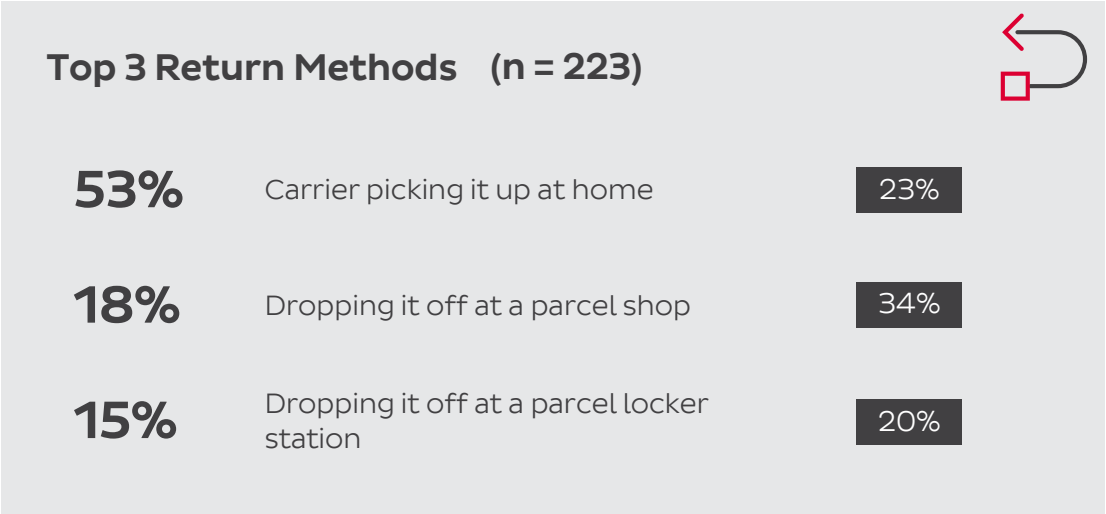 Top 3 Return Methods (n = 223)
53% Carrier picking it up at home 23%
18% Dropping it off at a parcel shop 34%
15% Dropping it off at a parcel locker
station 20%